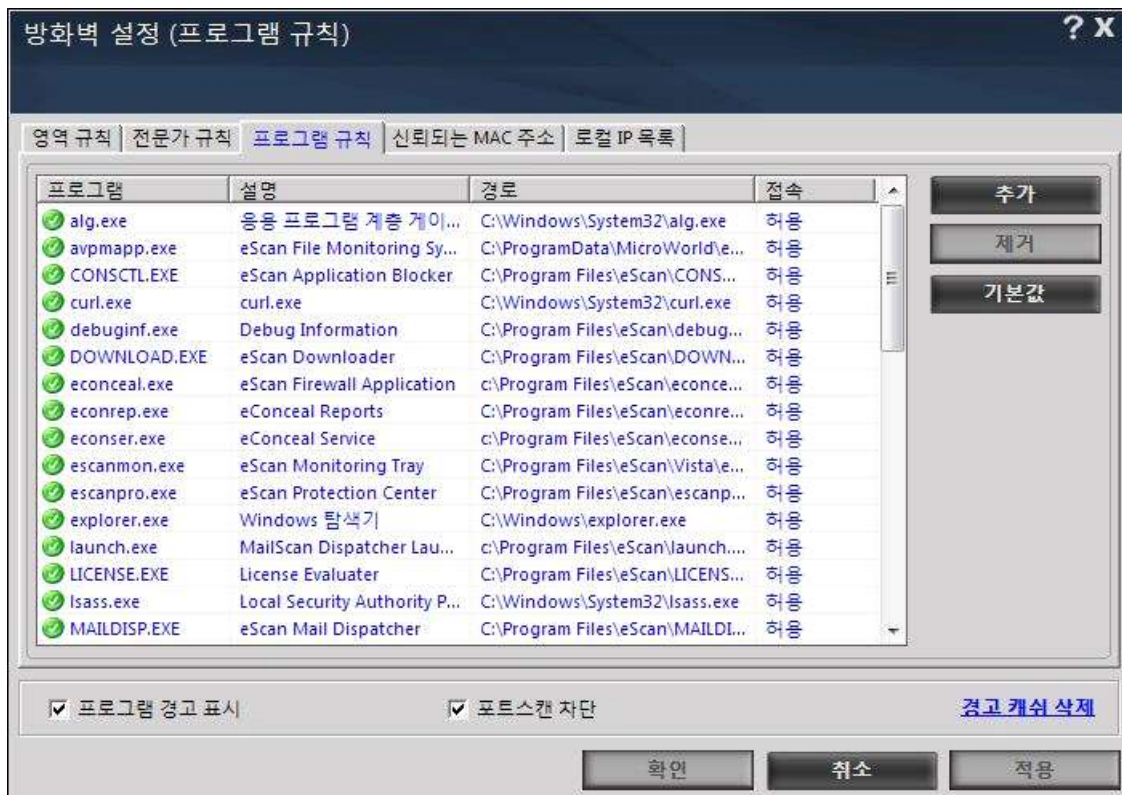 방화벽 설정 (프로그램 규칙)
? X
영역 규칙 전문가 규칙 프로그램 규칙 신뢰되는 MAC 주소 로컬 IP 목록
프로그램 설명 경로 접속
추가
alg.exe 응용 프로그램 계층 게이... C:\Windows\System32\alg.exe 허용
avpmapp.exe eScan File Monitoring Sy... C:\ProgramData\MicroWorld\e... 허용
제거
CONSCTL.EXE eScan Application Blocker C:\Program Files\eScan\CONS... 허용
curl.exe curl.exe C:\Windows\System32\curl.exe 허용
기본값
debuginf.exe Debug Information C:\Program Files\eScan\debug... 허용
DOWNLOAD.EXE eScan Downloader C:\Program Files\eScan\DOWN... 허용
econceal.exe eScan Firewall Application c:\Program Files\eScan\econce... 허용
econrep.exe eConceal Reports C:\Program Files\eScan\econre... 허용
econser.exe eConceal Service c:\Program Files\eScan\econse... 허용
escanmon.exe eScan Monitoring Tray C:\Program Files\eScan\Vista\e... 허용
escanpro.exe eScan Protection Center C:\Program Files\eScan\escanp... 허용
explorer.exe Windows 탐색기 C:\Windows\explorer.exe 허용
launch.exe MailScan Dispatcher Lau... c:\Program Files\eScan\launch.... 허용
LICENSE.EXE License Evaluater C:\Program Files\eScan\LICENS... 허용
lsass.exe Local Security Authority P... C:\Windows\System32\lsass.exe 허용
MAILDISP.EXE eScan Mail Dispatcher C:\Program Files\eScan\MAILDI... 허용
프로그램 경고 표시 포트스캔 차단 경고 캐쉬 삭제
확인 취소 적용